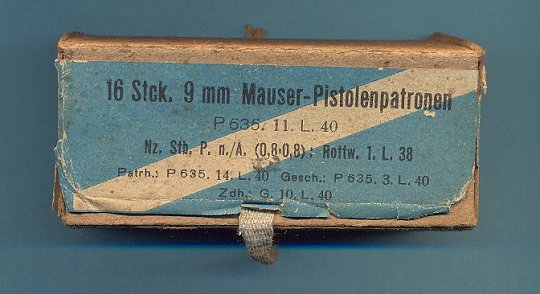 16 Stck. 9 mm Mauser-Pistolenpatronen
P 635. 11. L. 40
Nz. Stb. P. n./A. (0,8·0,8): Rottw. 1. L. 38
Patrh.: P 635. 14. L. 40 Gesch.: P 635. 3. L. 40
Zdh.: G. 10. L. 40